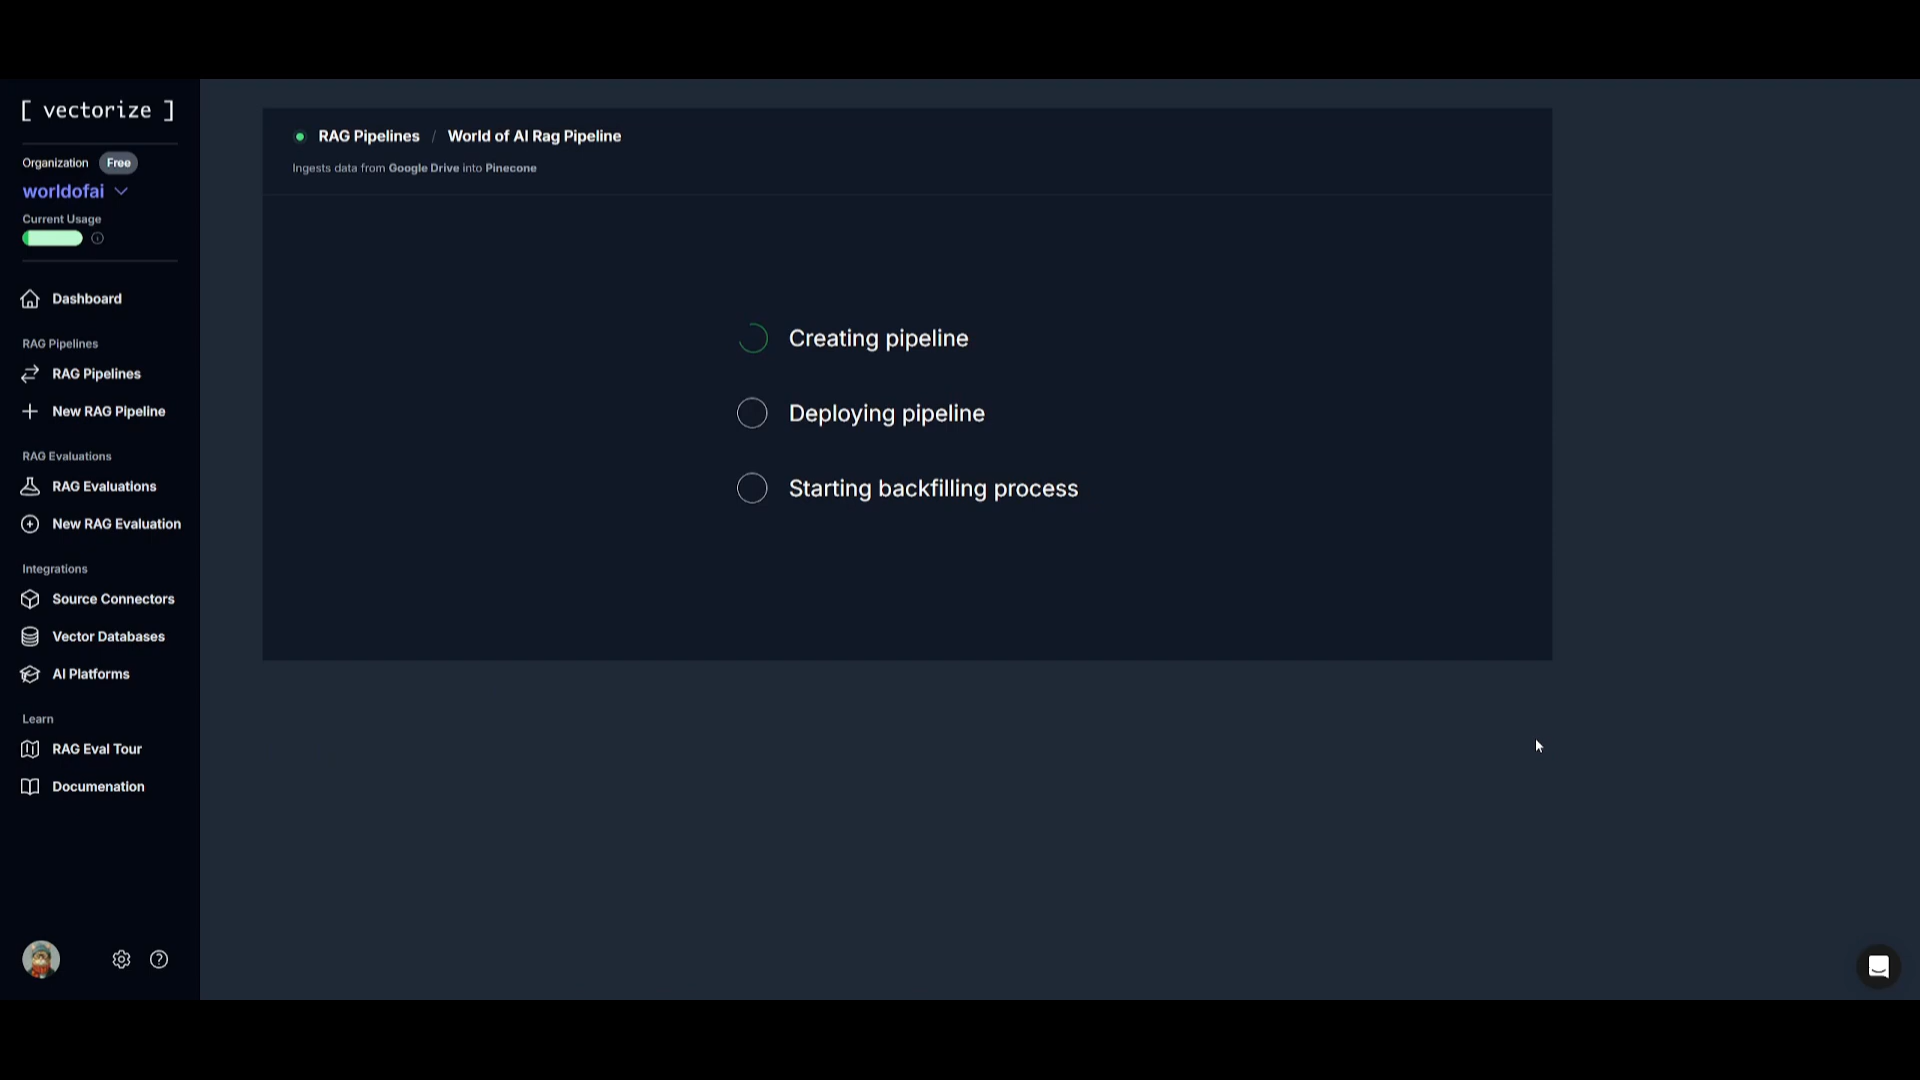 [ vectorize ]
Organization Free
worldofai
Current Usage
Dashboard
RAG Pipelines
RAG Pipelines
New RAG Pipeline
RAG Evaluations
RAG Evaluations
New RAG Evaluation
Integrations
Source Connectors
Vector Databases
AI Platforms
Learn
RAG Eval Tour
Documenation
RAG Pipelines / World of AI Rag Pipeline
Ingests data from Google Drive into Pinecone
Creating pipeline
Deploying pipeline
Starting backfilling process